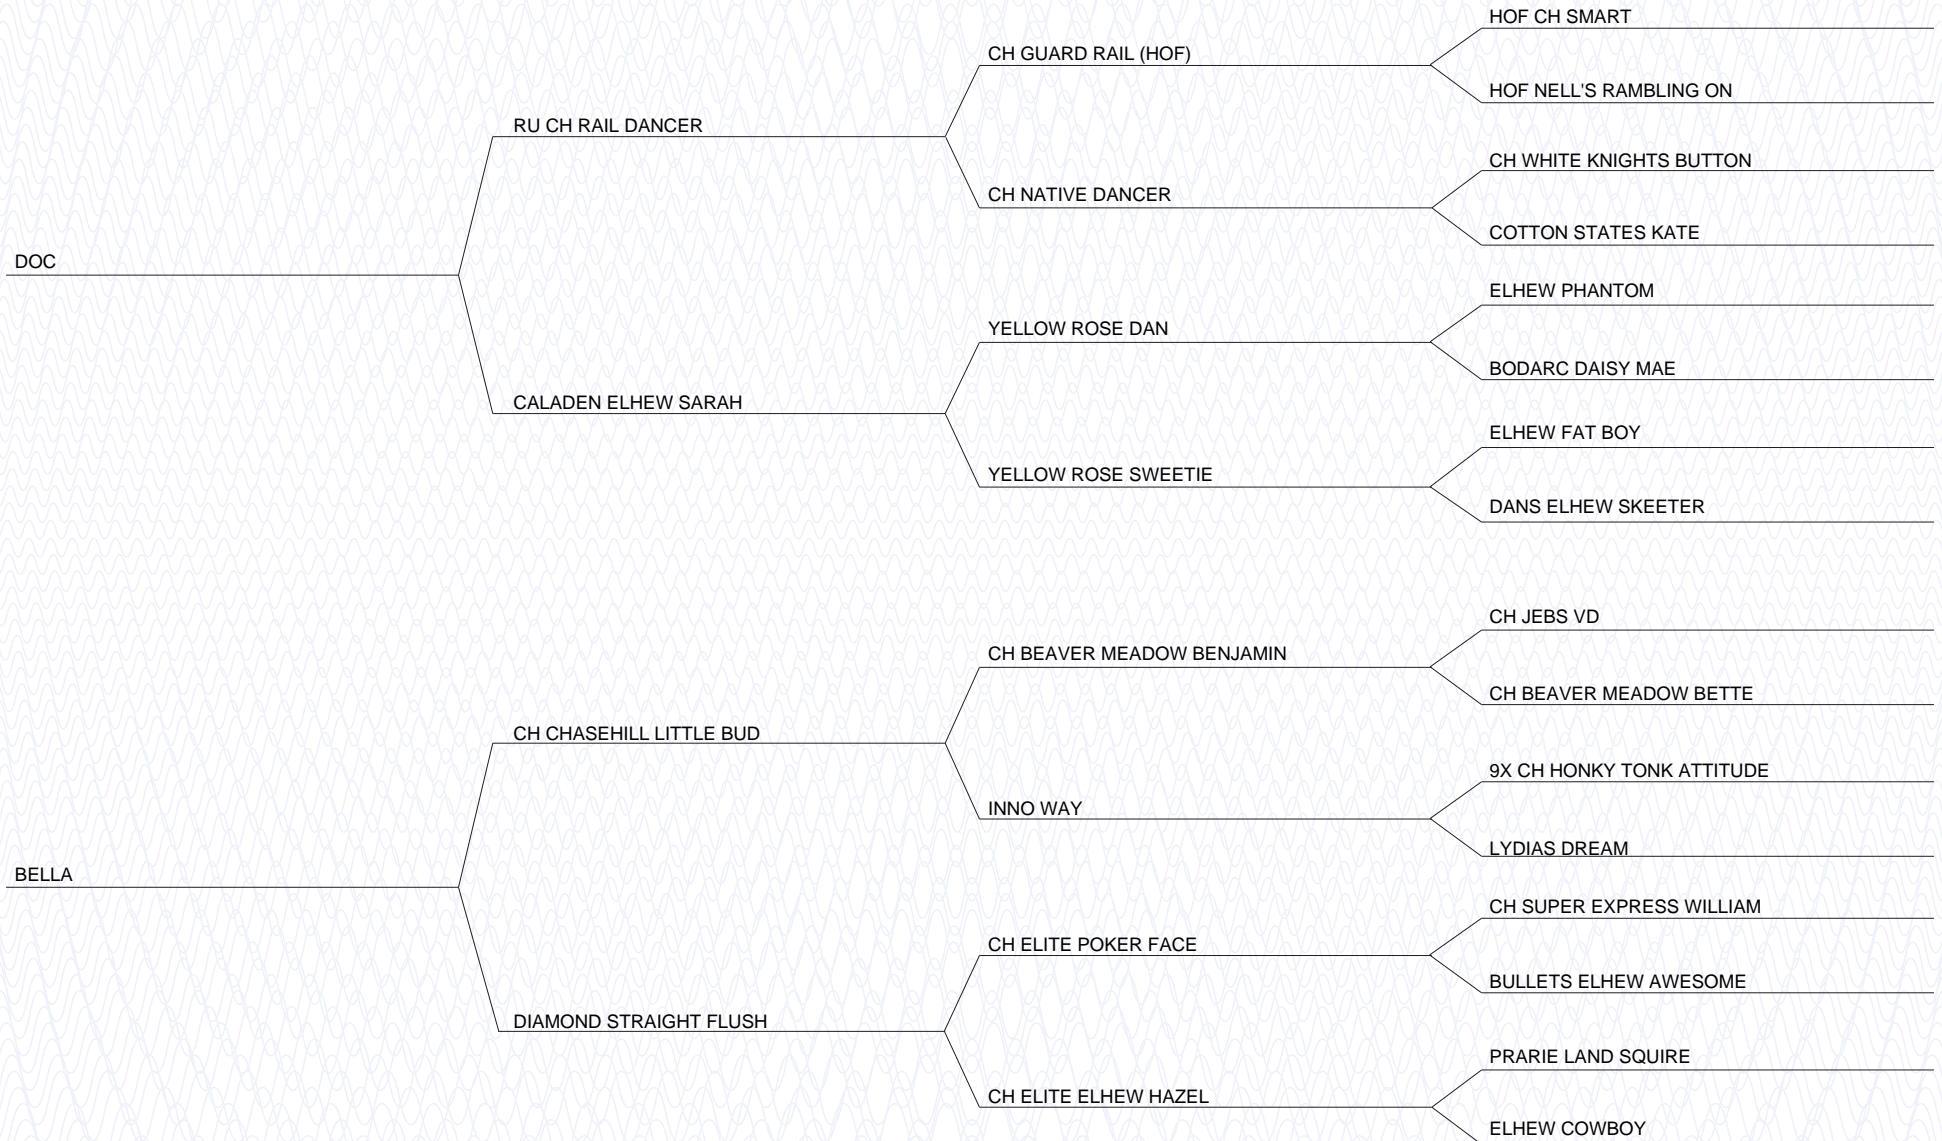 HOF CH SMART
CH GUARD RAIL (HOF)
HOF NELL'S RAMBLING ON
RU CH RAIL DANCER
CH WHITE KNIGHTS BUTTON
CH NATIVE DANCER
COTTON STATES KATE
DOC
ELHEW PHANTOM
YELLOW ROSE DAN
BODARC DAISY MAE
CALADEN ELHEW SARAH
ELHEW FAT BOY
YELLOW ROSE SWEETIE
DANS ELHEW SKEETER
CH JEBS VD
CH BEAVER MEADOW BENJAMIN
CH BEAVER MEADOW BETTE
CH CHASEHILL LITTLE BUD
9X CH HONKY TONK ATTITUDE
INNO WAY
LYDIAS DREAM
BELLA
CH SUPER EXPRESS WILLIAM
CH ELITE POKER FACE
BULLETS ELHEW AWESOME
DIAMOND STRAIGHT FLUSH
PRARIE LAND SQUIRE
CH ELITE ELHEW HAZEL
ELHEW COWBOY